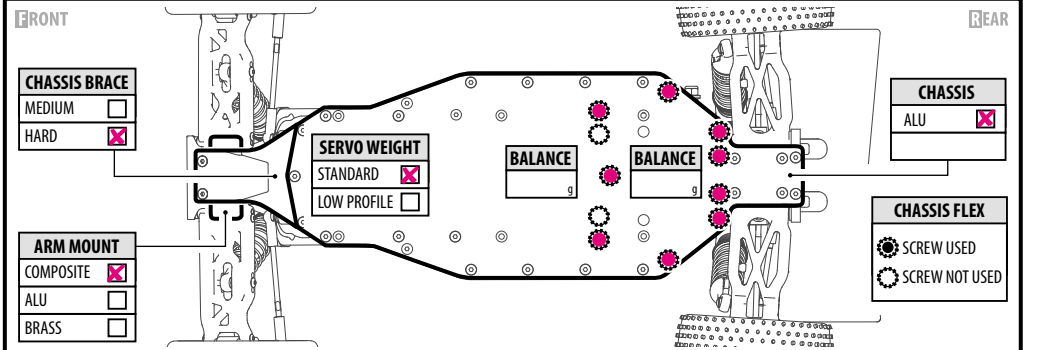 FRONT
REAR
CHASSIS BRACE
MEDIUM
HARD
SERVO WEIGHT
STANDARD
LOW PROFILE
ARM MOUNT
COMPOSITE
ALU
BRASS
BALANCE
g
BALANCE
g
CHASSIS
ALU
CHASSIS FLEX
SCREW USED
SCREW NOT USED